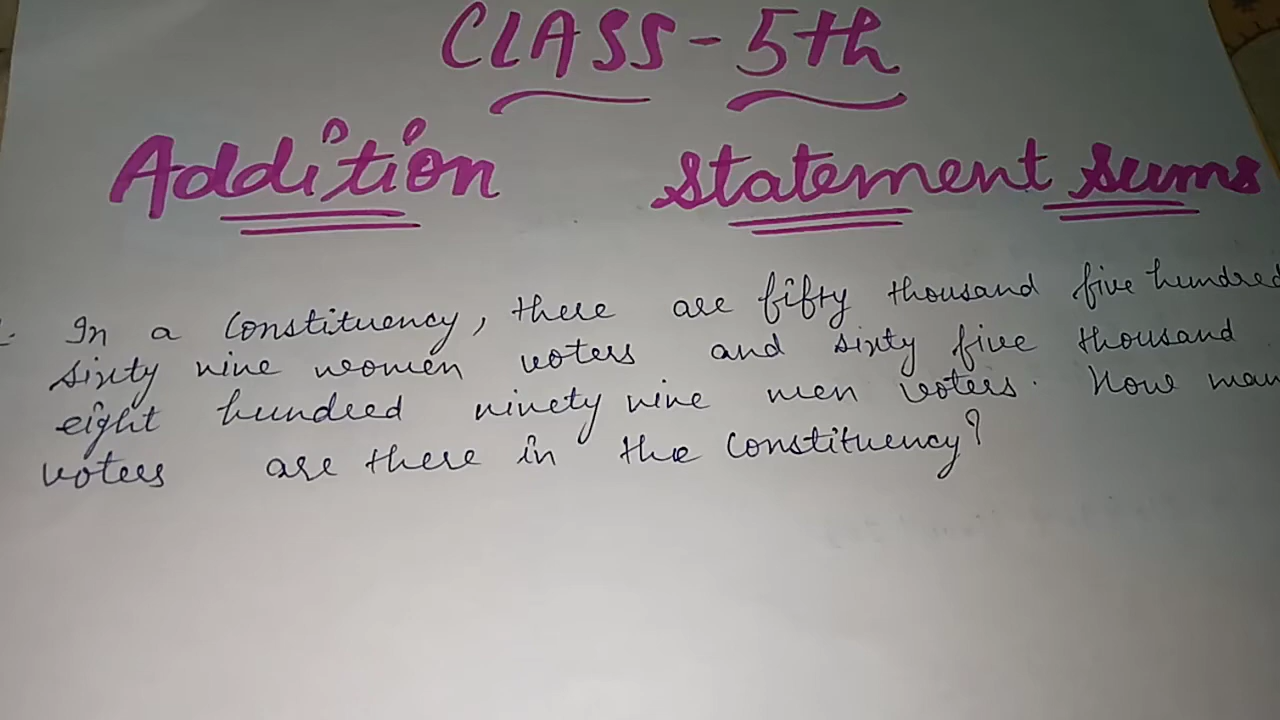 CLASS - 5th
Addition Statement Sums
In a Constituency, there are fifty thousand five hundred
sixty nine women voters and sixty five thousand
eight hundred ninety nine men voters. How man
voters are there in the constituency?